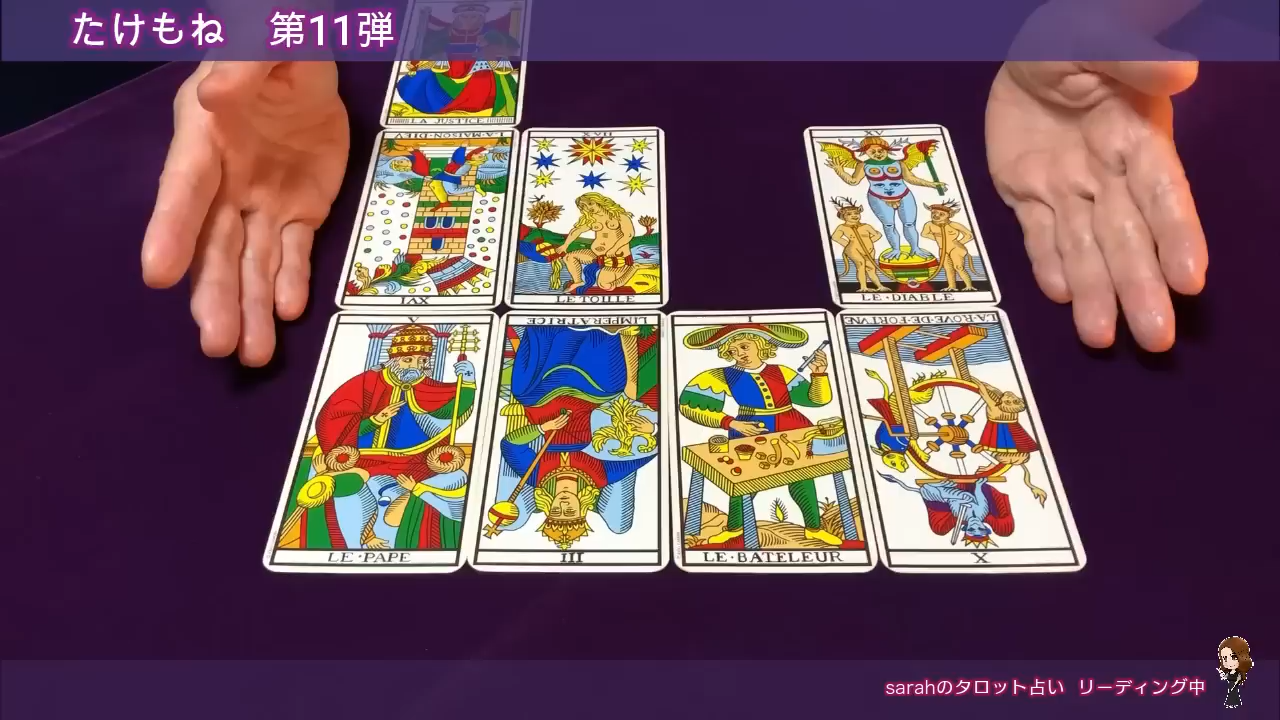 たけもね 第11弾
LA JUSTICE
LA·MAISON·DIEV
XVII
XV
IVX
LE TOILLE
LE·DIABLE
V
LIMPERATRICE
I
LA·ROVE·DE·FORTVNE
LE·PAPE
III
LE·BATELEUR
X
sarahのタロット占い リーディング中